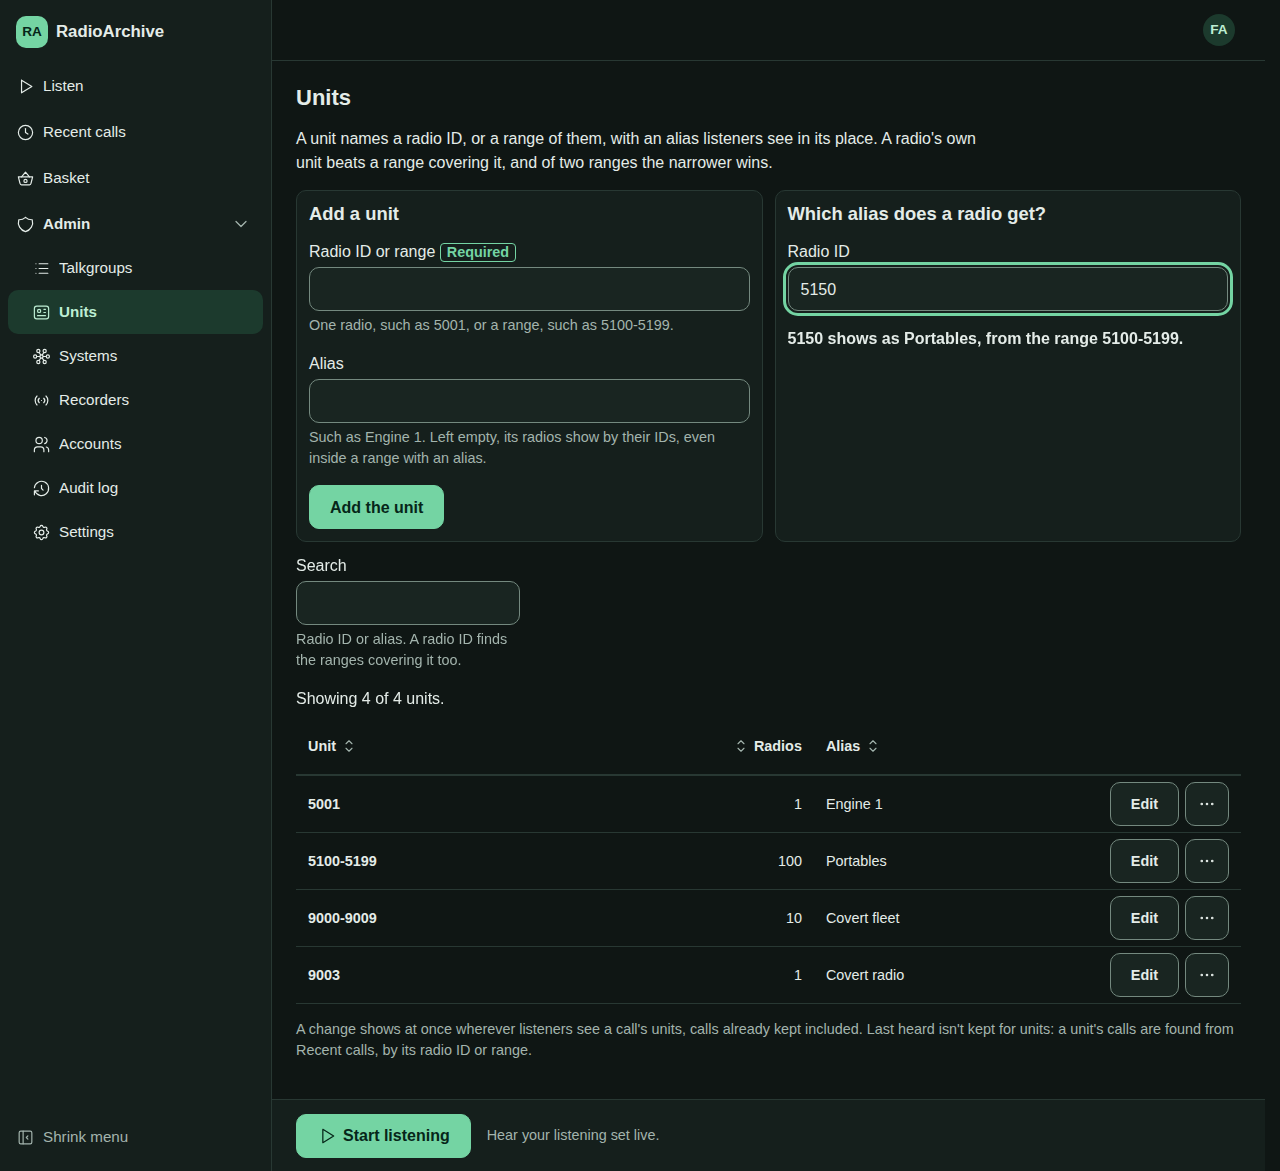 RA RadioArchive
FA
Listen
Recent calls
Basket
Admin
Talkgroups
Units
Systems
Recorders
Accounts
Audit log
Settings
Shrink menu
Units
A unit names a radio ID, or a range of them, with an alias listeners see in its place. A radio's own
unit beats a range covering it, and of two ranges the narrower wins.
Add a unit
Radio ID or range Required
One radio, such as 5001, or a range, such as 5100-5199.
Alias
Such as Engine 1. Left empty, its radios show by their IDs, even
inside a range with an alias.
Add the unit
Which alias does a radio get?
Radio ID
5150
5150 shows as Portables, from the range 5100-5199.
Search
Radio ID or alias. A radio ID finds
the ranges covering it too.
Showing 4 of 4 units.
Unit Radios Alias
5001 1 Engine 1 Edit
5100-5199 100 Portables Edit
9000-9009 10 Covert fleet Edit
9003 1 Covert radio Edit
A change shows at once wherever listeners see a call's units, calls already kept included. Last heard isn't kept for units: a unit's calls are found from
Recent calls, by its radio ID or range.
Start listening Hear your listening set live.